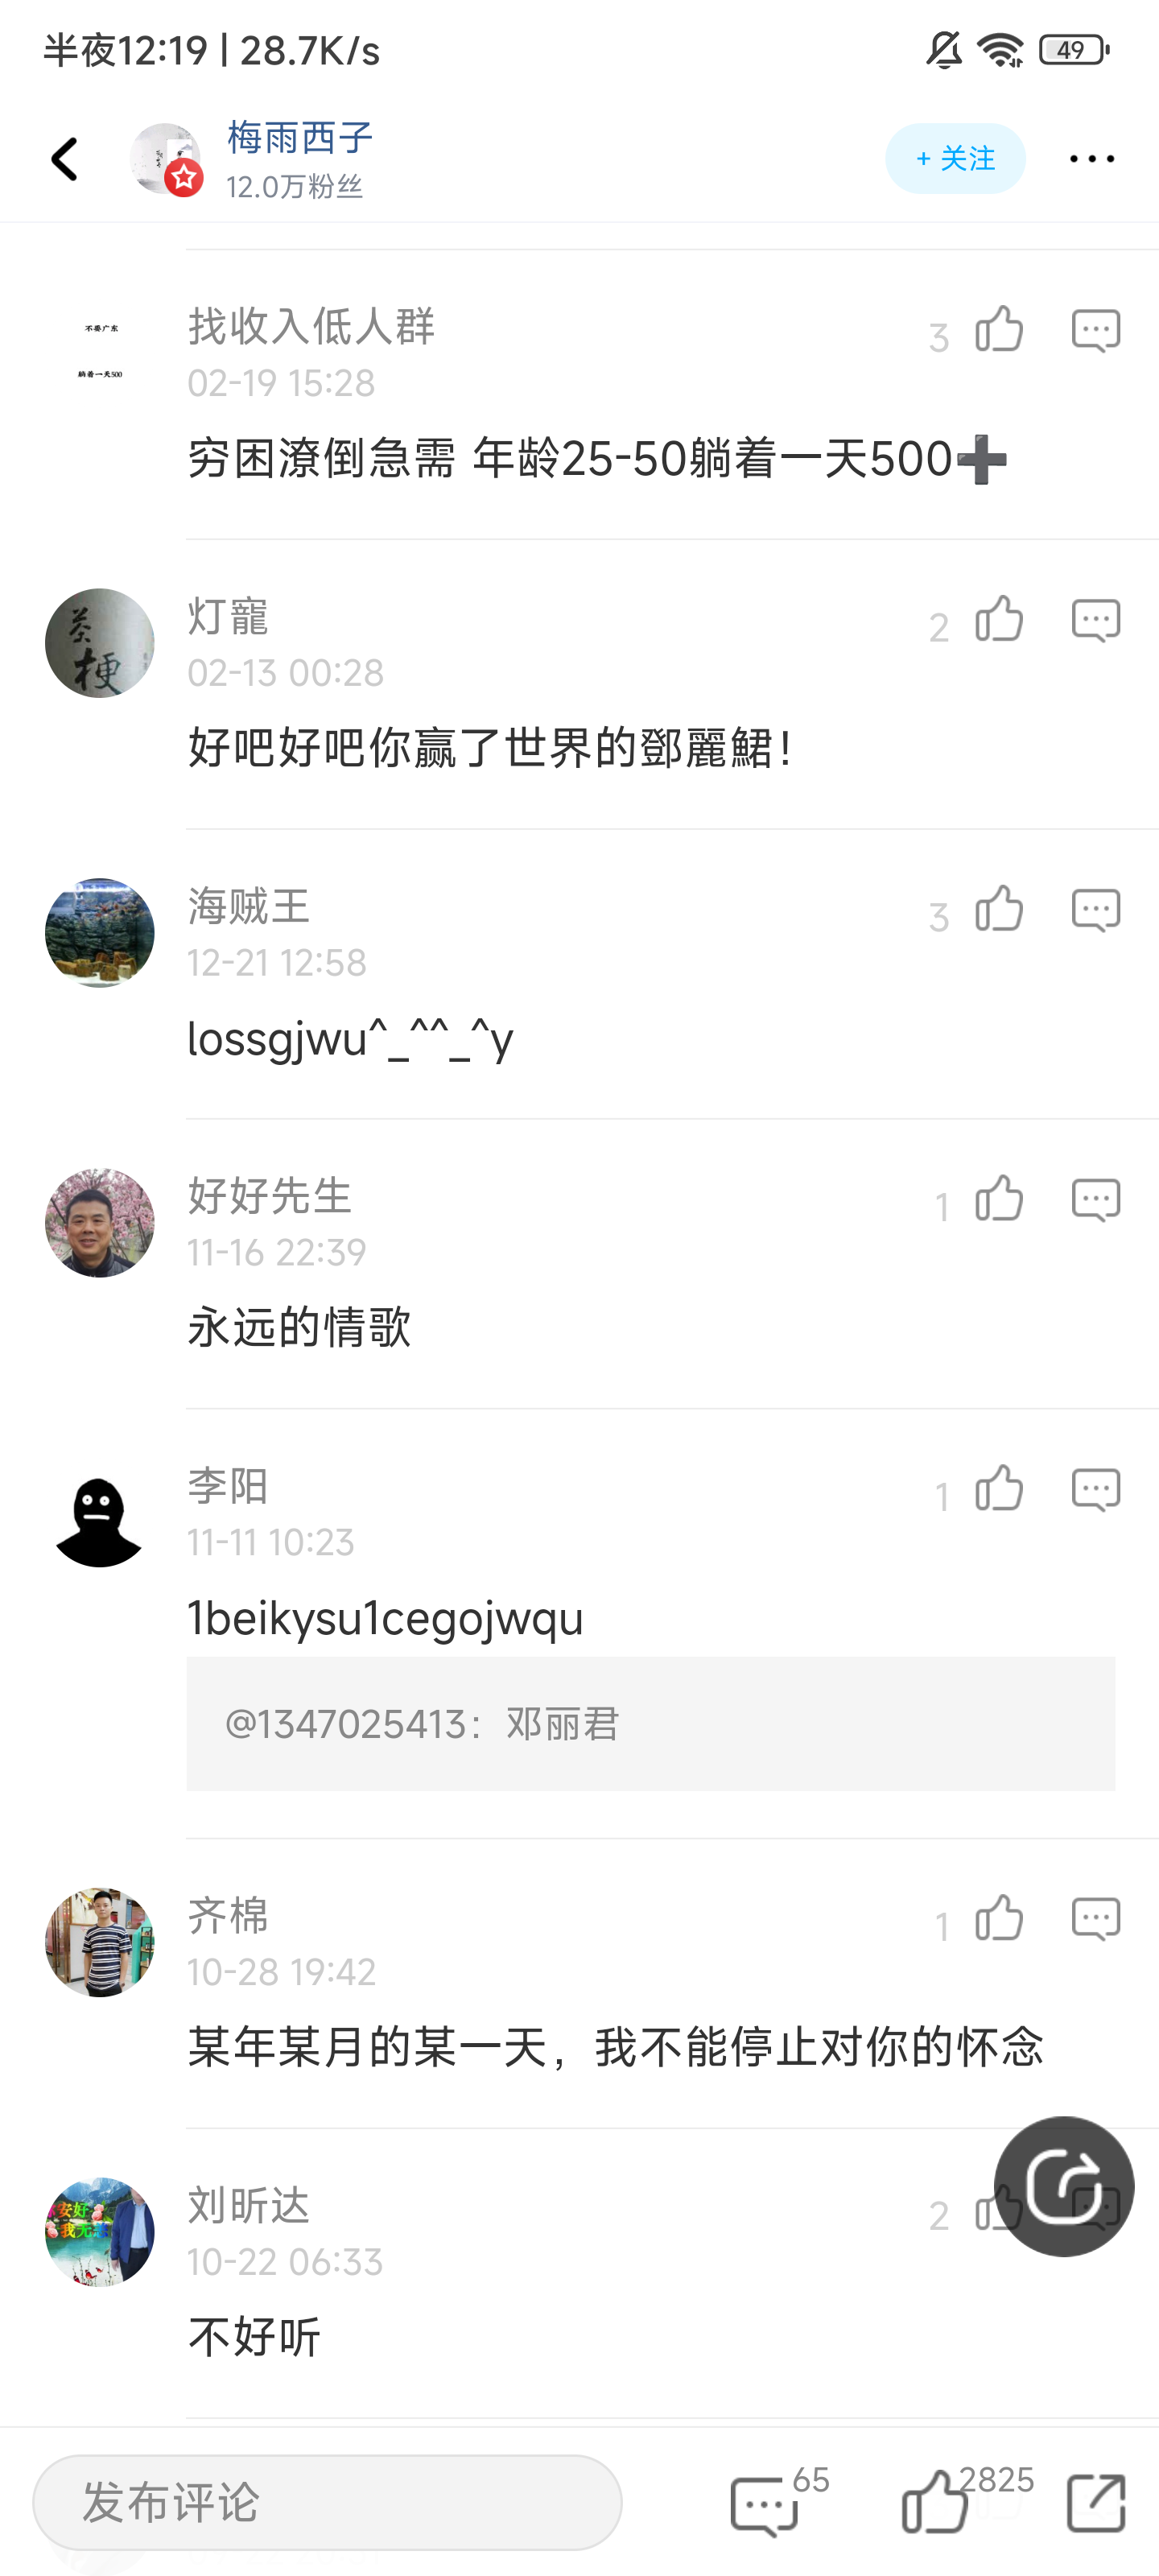 半夜12:19 | 28.7K/s
49
梅雨西子
12.0万粉丝
+ 关注
找收入低人群
3
不要广东
躺着一天500
02-19 15:28
穷困潦倒急需 年龄25-50躺着一天500➕
灯寵
2
02-13 00:28
好吧好吧你赢了世界的鄧麗鮶!
海贼王
3
12-21 12:58
lossgjwu^_^^_^y
好好先生
1
11-16 22:39
永远的情歌
李阳
1
11-11 10:23
1beikysu1cegojwqu
@1347025413：邓丽君
齐棉
1
10-28 19:42
某年某月的某一天，我不能停止对你的怀念
刘昕达
2
10-22 06:33
不好听
发布评论
65
2825